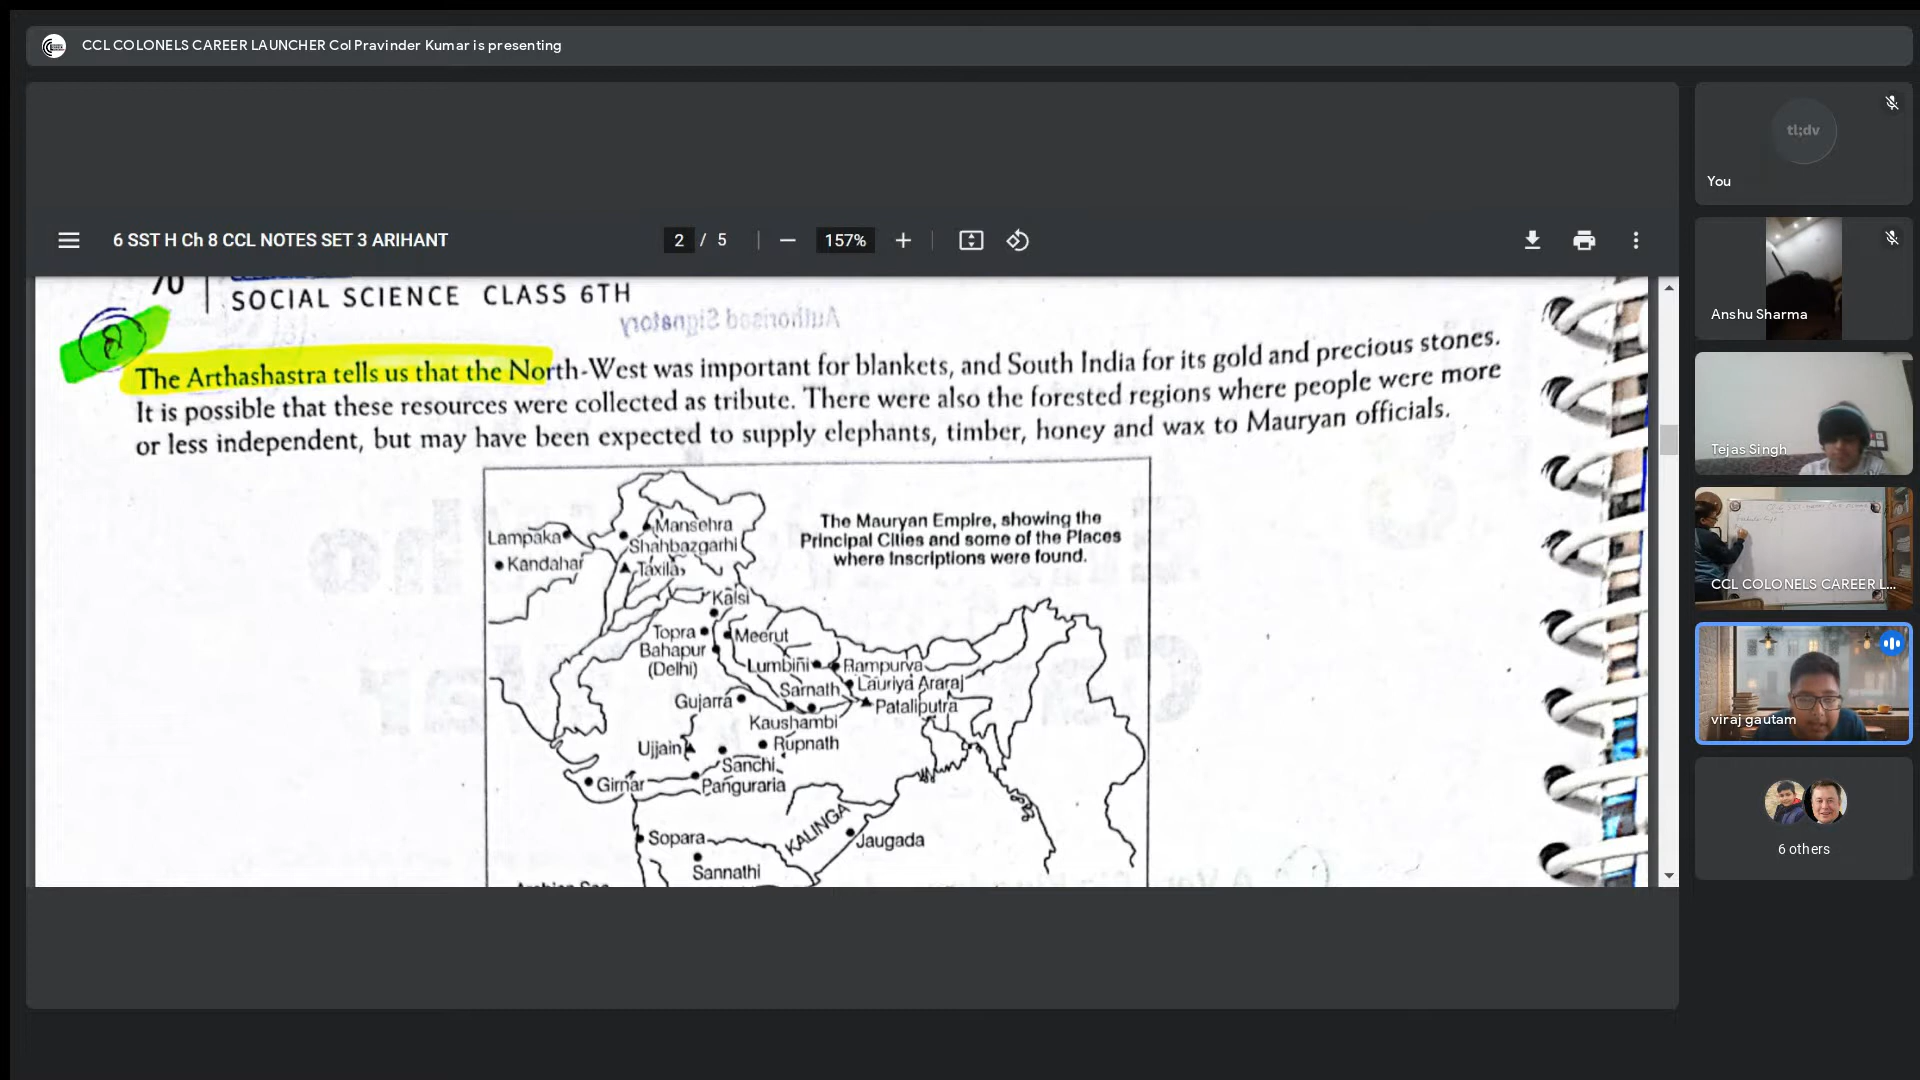 CCL COLONELS CAREER LAUNCHER Col Pravinder Kumar is presenting
6 SST H Ch 8 CCL NOTES SET 3 ARIHANT
2 / 5
157%
70
SOCIAL SCIENCE CLASS 6TH
Authorised Signatory
8
The Arthashastra tells us that the North-West was important for blankets, and South India for its gold and precious stones.
It is possible that these resources were collected as tribute. There were also the forested regions where people were more
or less independent, but may have been expected to supply elephants, timber, honey and wax to Mauryan officials.
The Mauryan Empire, showing the
Principal Cities and some of the Places
where Inscriptions were found.
Mansehra
Lampaka
Shahbazgarhi
Kandahar
Taxila
Kalsi
Topra
Meerut
Bahapur
(Delhi)
Lumbini
Rampurva
Sarnath
Lauriya Araraj
Gujarra
Pataliputra
Kaushambi
Ujjain
Rupnath
Sanchi
Girnar
Panguraria
KALINGA
Sopara
Jaugada
Sannathi
tl;dv
You
Anshu Sharma
Tejas Singh
CCL COLONELS CAREER L...
viraj gautam
6 others